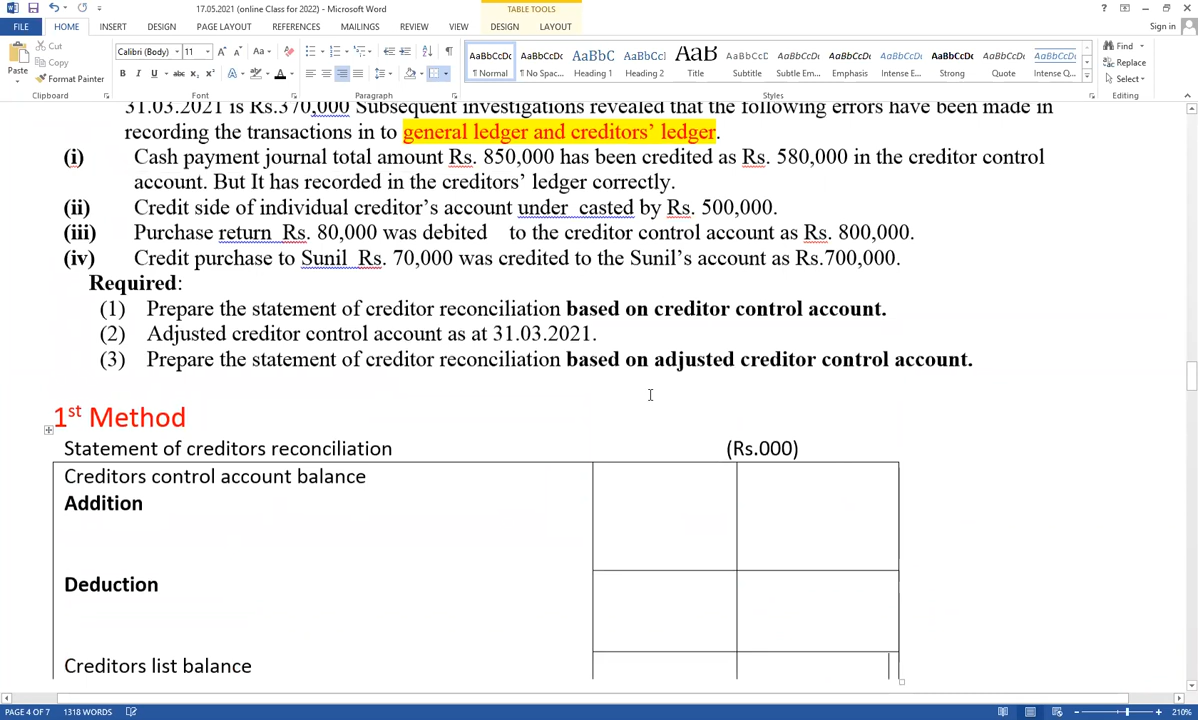 17.05.2021 (online Class for 2022) - Microsoft Word
TABLE TOOLS
Sign in
FILE HOME INSERT DESIGN PAGE LAYOUT REFERENCES MAILINGS REVIEW VIEW DESIGN LAYOUT
Paste
Cut
Copy
Format Painter
Clipboard
Calibri (Body) 11
Font
Paragraph
AaBbCcDc AaBbCcDc AaBbC AaBbCcl AaB AaBbCcD AaBbCcDc AaBbCcDc AaBbCcDc AaBbCcDc AaBbCcDc AaBbCcDc
¶ Normal ¶ No Spac... Heading 1 Heading 2 Title Subtitle Subtle Em... Emphasis Intense E... Strong Quote Intense Q...
Styles
Find
Replace
Select
Editing
31.03.2021 is Rs.370,000 Subsequent investigations revealed that the following errors have been made in
recording the transactions in to general ledger and creditors’ ledger.
(i) Cash payment journal total amount Rs. 850,000 has been credited as Rs. 580,000 in the creditor control
account. But It has recorded in the creditors’ ledger correctly.
(ii) Credit side of individual creditor’s account under casted by Rs. 500,000.
(iii) Purchase return Rs. 80,000 was debited to the creditor control account as Rs. 800,000.
(iv) Credit purchase to Sunil Rs. 70,000 was credited to the Sunil’s account as Rs.700,000.
Required:
(1) Prepare the statement of creditor reconciliation based on creditor control account.
(2) Adjusted creditor control account as at 31.03.2021.
(3) Prepare the statement of creditor reconciliation based on adjusted creditor control account.
1st Method
Statement of creditors reconciliation (Rs.000)
Creditors control account balance
Addition
Deduction
Creditors list balance
PAGE 4 OF 7 1318 WORDS 210%